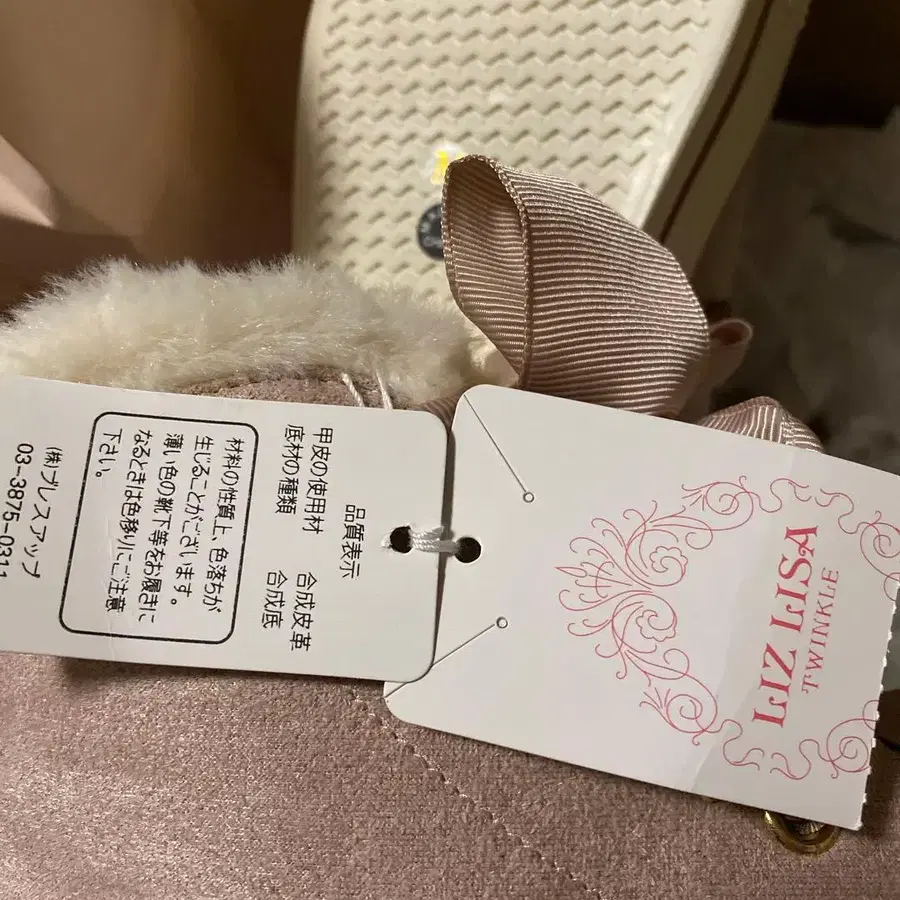 品質表示
甲皮の使用材 合成皮革
底材の種類 合成底
材料の性質上、色落ちが
生じることがございます。
薄い色の靴下等をお履きに
なるときは色移りにご注意
下さい。
(株)プレスアップ
03-3875-0311
LIZ LISA
TWINKLE